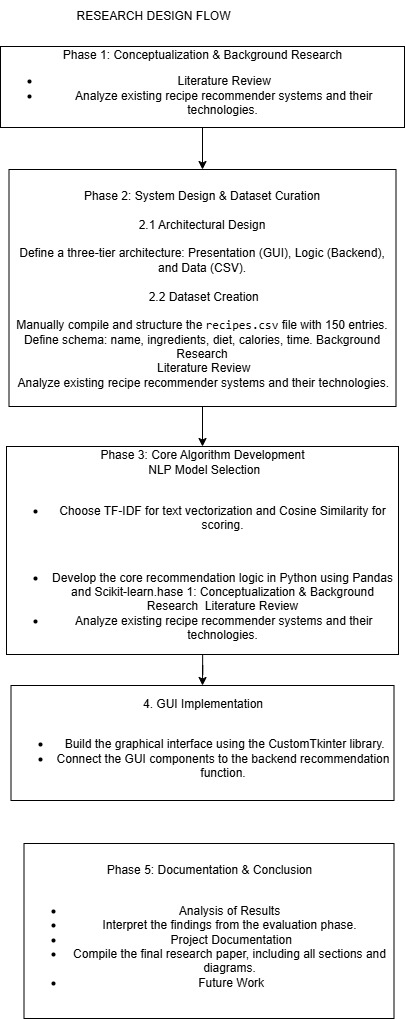 RESEARCH DESIGN FLOW
Phase 1: Conceptualization & Background Research
• Literature Review
• Analyze existing recipe recommender systems and their
technologies.
Phase 2: System Design & Dataset Curation
2.1 Architectural Design
Define a three-tier architecture: Presentation (GUI), Logic (Backend),
and Data (CSV).
2.2 Dataset Creation
Manually compile and structure the recipes.csv file with 150 entries.
Define schema: name, ingredients, diet, calories, time. Background
Research
Literature Review
Analyze existing recipe recommender systems and their technologies.
Phase 3: Core Algorithm Development
NLP Model Selection
• Choose TF-IDF for text vectorization and Cosine Similarity for
scoring.
• Develop the core recommendation logic in Python using Pandas
and Scikit-learn.hase 1: Conceptualization & Background
Research Literature Review
• Analyze existing recipe recommender systems and their
technologies.
4. GUI Implementation
• Build the graphical interface using the CustomTkinter library.
• Connect the GUI components to the backend recommendation
function.
Phase 5: Documentation & Conclusion
• Analysis of Results
• Interpret the findings from the evaluation phase.
• Project Documentation
• Compile the final research paper, including all sections and
diagrams.
• Future Work